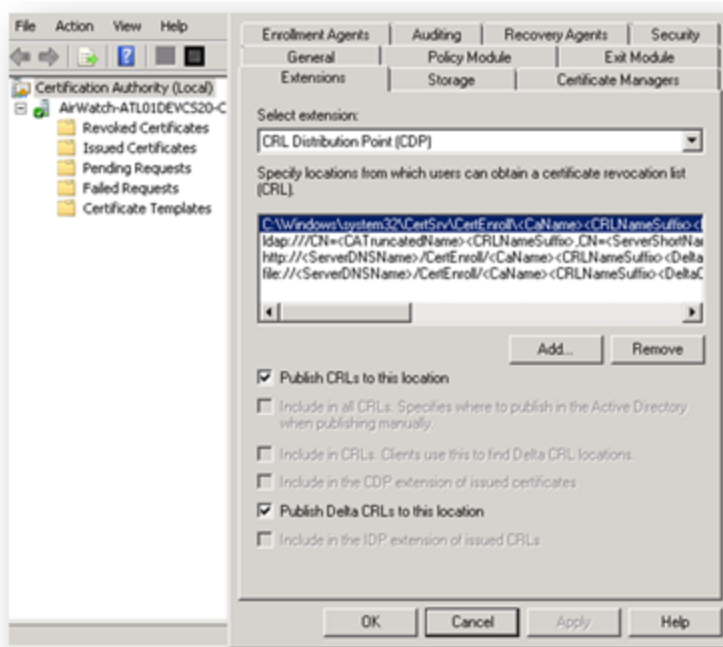 File Action View Help
Certification Authority (Local)
AirWatch-ATL01DEVCS20-C
Revoked Certificates
Issued Certificates
Pending Requests
Failed Requests
Certificate Templates
Enrollment Agents Auditing Recovery Agents Security
General Policy Module Exit Module
Extensions Storage Certificate Managers
Select extension:
CRL Distribution Point (CDP)
Specify locations from which users can obtain a certificate revocation list
(CRL).
C:\Windows\system32\CertSrv\CertEnroll\<CaName><CRLNameSuffix><
ldap:///CN=<CATruncatedName><CRLNameSuffix>,CN=<ServerShortNa
http://<ServerDNSName>/CertEnroll/<CaName><CRLNameSuffix><Delta
file://<ServerDNSName>/CertEnroll/<CaName><CRLNameSuffix><DeltaC
Add... Remove
Publish CRLs to this location
Include in all CRLs. Specifies where to publish in the Active Directory
when publishing manually.
Include in CRLs. Clients use this to find Delta CRL locations.
Include in the CDP extension of issued certificates
Publish Delta CRLs to this location
Include in the IDP extension of issued CRLs
OK Cancel Apply Help